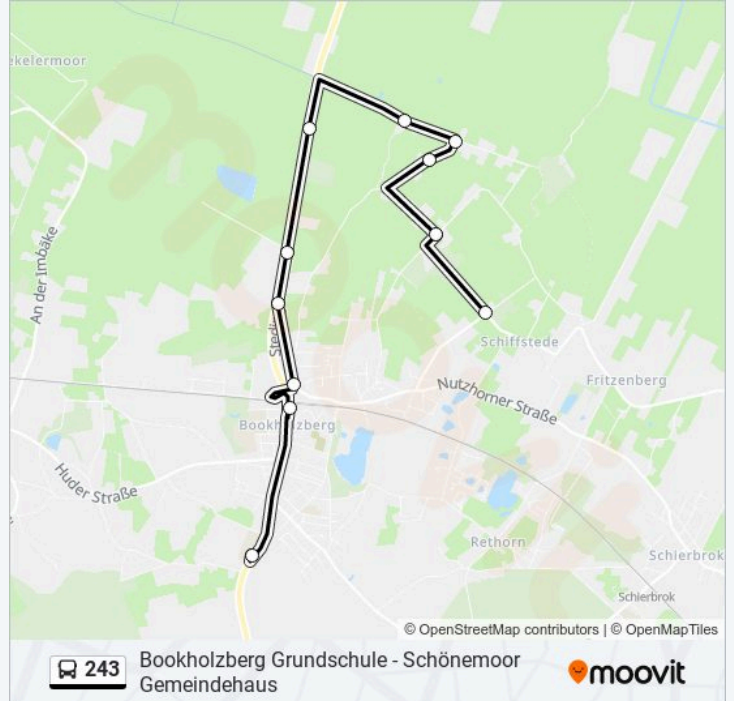 ekelermoor
An der Imbäke
Stedi
Schiffstede
Fritzenberg
Nutzhorner Straße
Bookholzberg
Huder Straße
Rethorn
Schierbrok
Schierbrok
© OpenStreetMap contributors | © OpenMapTiles
243
Bookholzberg Grundschule - Schönemoor
Gemeindehaus
moovit